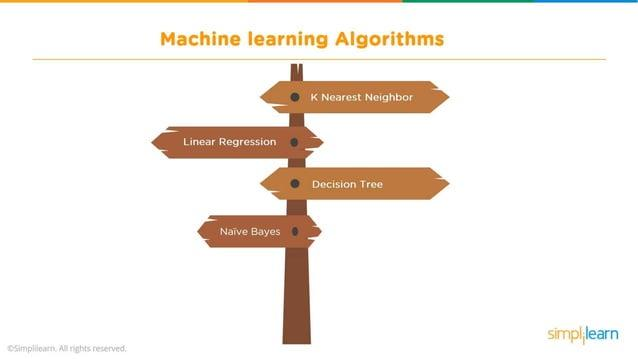 Machine learning Algorithms
K Nearest Neighbor
Linear Regression
Decision Tree
Naïve Bayes
simplilearn
©Simplilearn. All rights reserved.